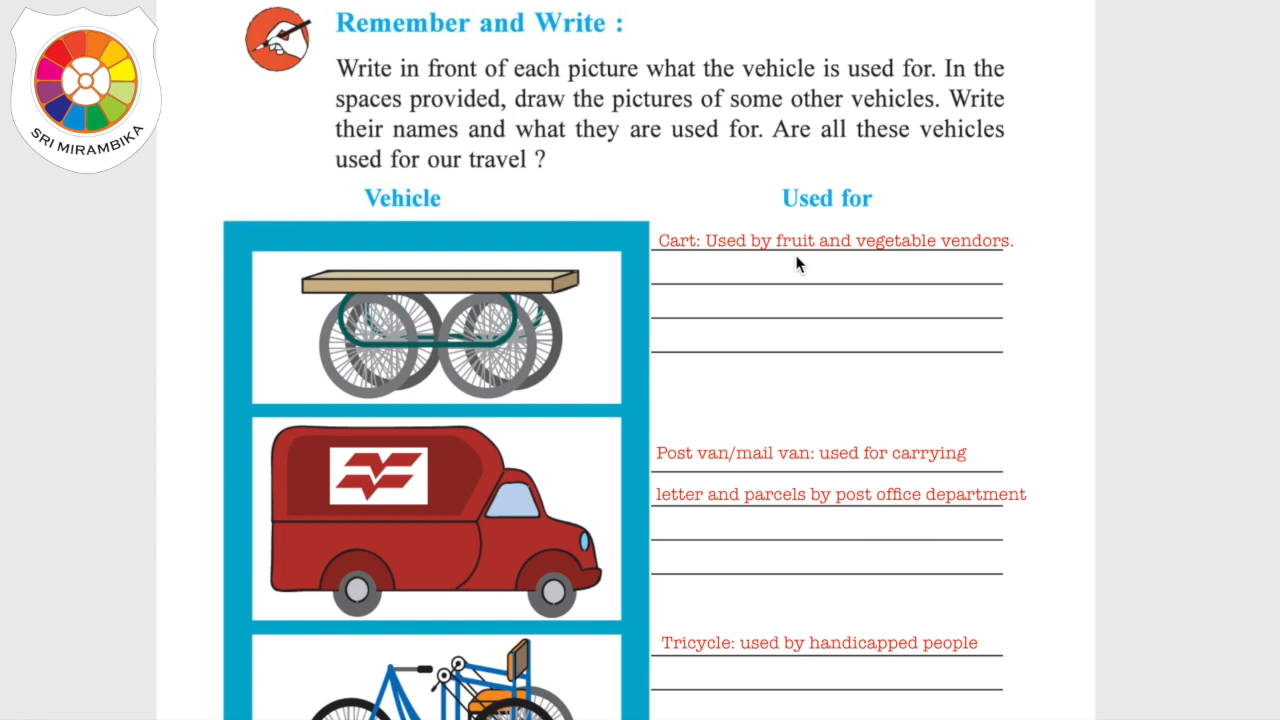 SRI MIRAMBIKA
Remember and Write :
Write in front of each picture what the vehicle is used for. In the
spaces provided, draw the pictures of some other vehicles. Write
their names and what they are used for. Are all these vehicles
used for our travel ?
Vehicle
Used for
Cart: Used by fruit and vegetable vendors.
Post van/mail van: used for carrying
letter and parcels by post office department
Tricycle: used by handicapped people